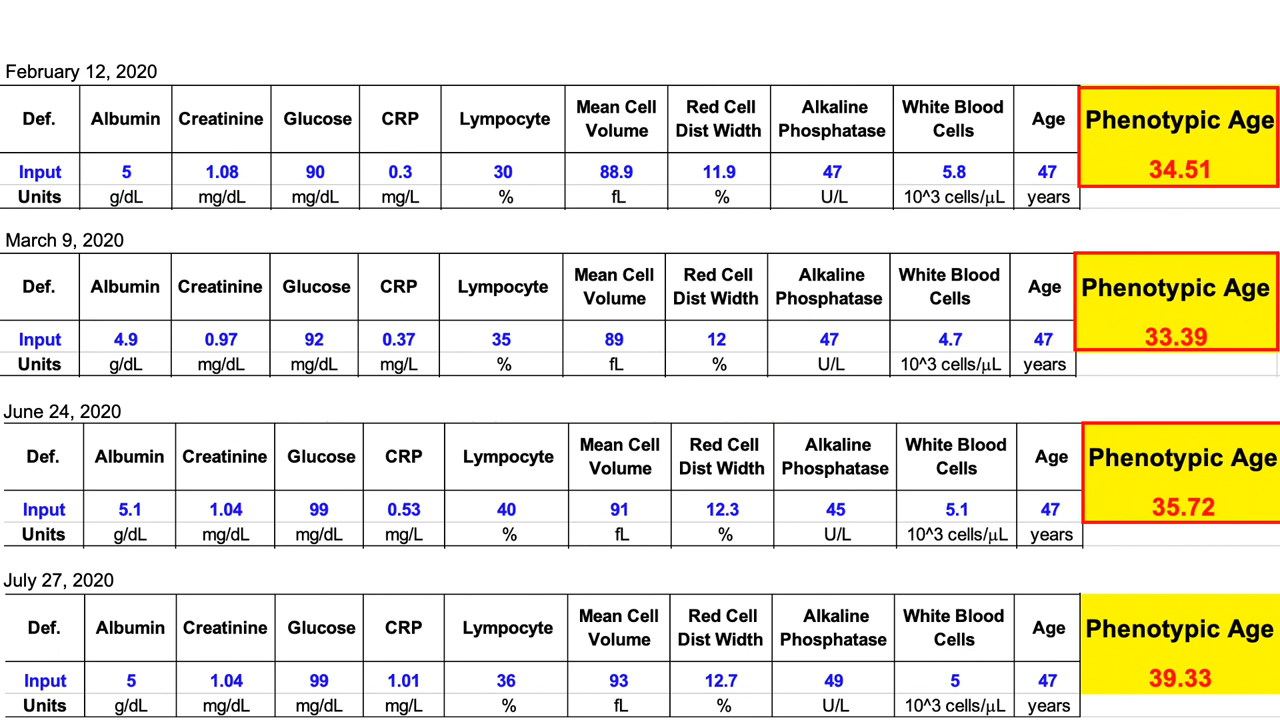 February 12, 2020
Def. Albumin Creatinine Glucose CRP Lympocyte Mean Cell Volume Red Cell Dist Width Alkaline Phosphatase White Blood Cells Age Phenotypic Age
Input 5 1.08 90 0.3 30 88.9 11.9 47 5.8 47 34.51
Units g/dL mg/dL mg/dL mg/L % fL % U/L 10^3 cells/µL years
March 9, 2020
Def. Albumin Creatinine Glucose CRP Lympocyte Mean Cell Volume Red Cell Dist Width Alkaline Phosphatase White Blood Cells Age Phenotypic Age
Input 4.9 0.97 92 0.37 35 89 12 47 4.7 47 33.39
Units g/dL mg/dL mg/dL mg/L % fL % U/L 10^3 cells/µL years
June 24, 2020
Def. Albumin Creatinine Glucose CRP Lympocyte Mean Cell Volume Red Cell Dist Width Alkaline Phosphatase White Blood Cells Age Phenotypic Age
Input 5.1 1.04 99 0.53 40 91 12.3 45 5.1 47 35.72
Units g/dL mg/dL mg/dL mg/L % fL % U/L 10^3 cells/µL years
July 27, 2020
Def. Albumin Creatinine Glucose CRP Lympocyte Mean Cell Volume Red Cell Dist Width Alkaline Phosphatase White Blood Cells Age Phenotypic Age
Input 5 1.04 99 1.01 36 93 12.7 49 5 47 39.33
Units g/dL mg/dL mg/dL mg/L % fL % U/L 10^3 cells/µL years